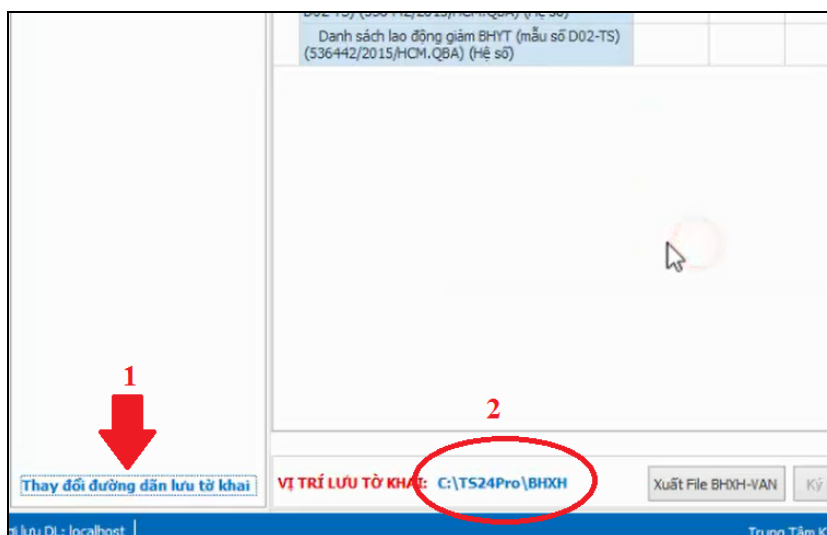 D02-TS) (536442/2015/HCM.QBA) (Hệ số)
Danh sách lao động giảm BHYT (mẫu số D02-TS)
(536442/2015/HCM.QBA) (Hệ số)
1
2
Thay đổi đường dẫn lưu tờ khai
VỊ TRÍ LƯU TỜ KHAI: C:\TS24Pro\BHXH
Xuất File BHXH-VAN
Ký
lưu DL: localhost
Trung Tâm K